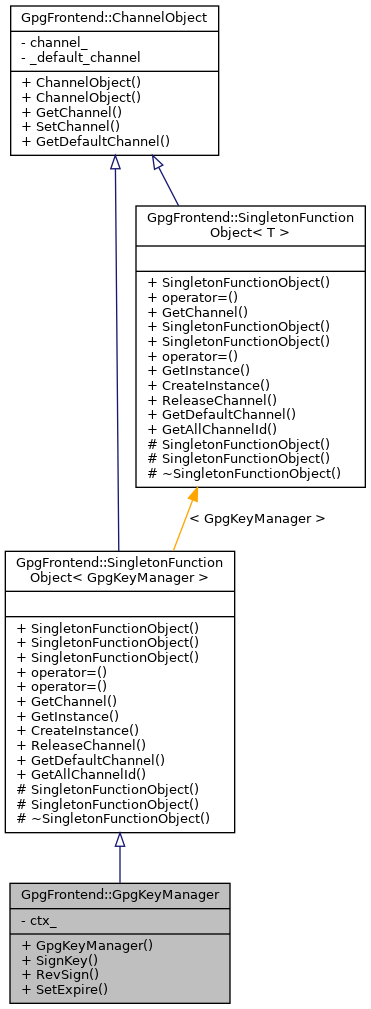 GpgFrontend::ChannelObject
- channel_
- _default_channel
+ ChannelObject()
+ ChannelObject()
+ GetChannel()
+ SetChannel()
+ GetDefaultChannel()
GpgFrontend::SingletonFunction
Object< T >
+ SingletonFunctionObject()
+ operator=()
+ GetChannel()
+ SingletonFunctionObject()
+ SingletonFunctionObject()
+ operator=()
+ GetInstance()
+ CreateInstance()
+ ReleaseChannel()
+ GetDefaultChannel()
+ GetAllChannelId()
# SingletonFunctionObject()
# SingletonFunctionObject()
# ~SingletonFunctionObject()
< GpgKeyManager >
GpgFrontend::SingletonFunction
Object< GpgKeyManager >
+ SingletonFunctionObject()
+ SingletonFunctionObject()
+ SingletonFunctionObject()
+ operator=()
+ operator=()
+ GetChannel()
+ GetInstance()
+ CreateInstance()
+ ReleaseChannel()
+ GetDefaultChannel()
+ GetAllChannelId()
# SingletonFunctionObject()
# SingletonFunctionObject()
# ~SingletonFunctionObject()
GpgFrontend::GpgKeyManager
- ctx_
+ GpgKeyManager()
+ SignKey()
+ RevSign()
+ SetExpire()